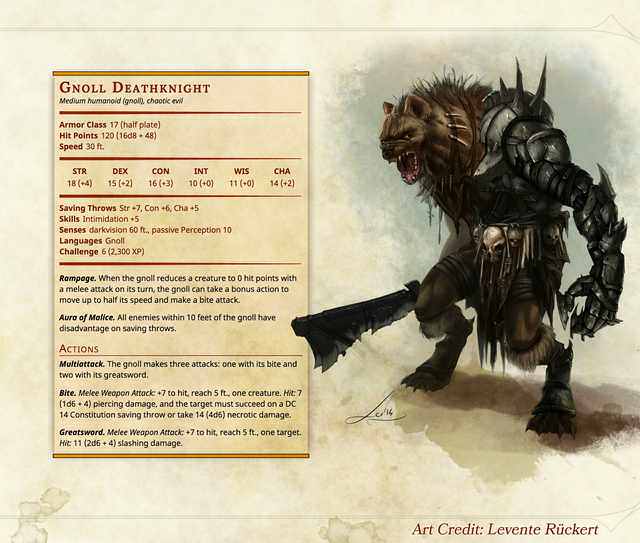 Gnoll Deathknight
Medium humanoid (gnoll), chaotic evil
Armor Class 17 (half plate)
Hit Points 120 (16d8 + 48)
Speed 30 ft.
STR DEX CON INT WIS CHA
18 (+4) 15 (+2) 16 (+3) 10 (+0) 11 (+0) 14 (+2)
Saving Throws Str +7, Con +6, Cha +5
Skills Intimidation +5
Senses darkvision 60 ft., passive Perception 10
Languages Gnoll
Challenge 6 (2,300 XP)
Rampage. When the gnoll reduces a creature to 0 hit points with
a melee attack on its turn, the gnoll can take a bonus action to
move up to half its speed and make a bite attack.
Aura of Malice. All enemies within 10 feet of the gnoll have
disadvantage on saving throws.
Actions
Multiattack. The gnoll makes three attacks: one with its bite and
two with its greatsword.
Bite. Melee Weapon Attack: +7 to hit, reach 5 ft., one creature. Hit: 7
(1d6 + 4) piercing damage, and the target must succeed on a DC
14 Constitution saving throw or take 14 (4d6) necrotic damage.
Greatsword. Melee Weapon Attack: +7 to hit, reach 5 ft., one target.
Hit: 11 (2d6 + 4) slashing damage.
Art Credit: Levente Rückert